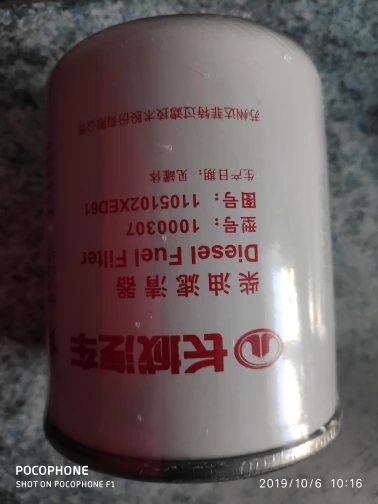 长城汽车
柴油滤清器
Diesel Fuel Filter
型号：1000307
图号：1105102XED61
生产日期：见罐体
苏州达菲特过滤技术股份有限公司
POCOPHONE
SHOT ON POCOPHONE F1
2019/10/6 10:16